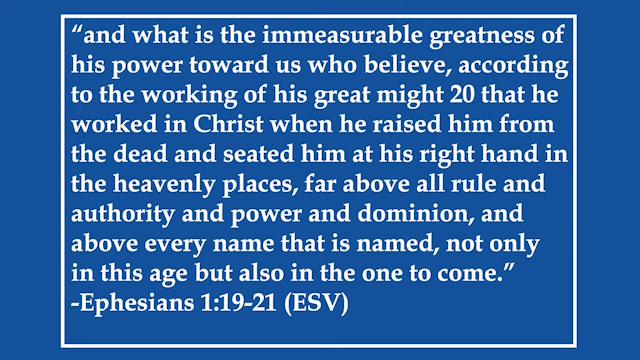 “and what is the immeasurable greatness of
his power toward us who believe, according
to the working of his great might 20 that he
worked in Christ when he raised him from
the dead and seated him at his right hand in
the heavenly places, far above all rule and
authority and power and dominion, and
above every name that is named, not only
in this age but also in the one to come.”
-Ephesians 1:19-21 (ESV)